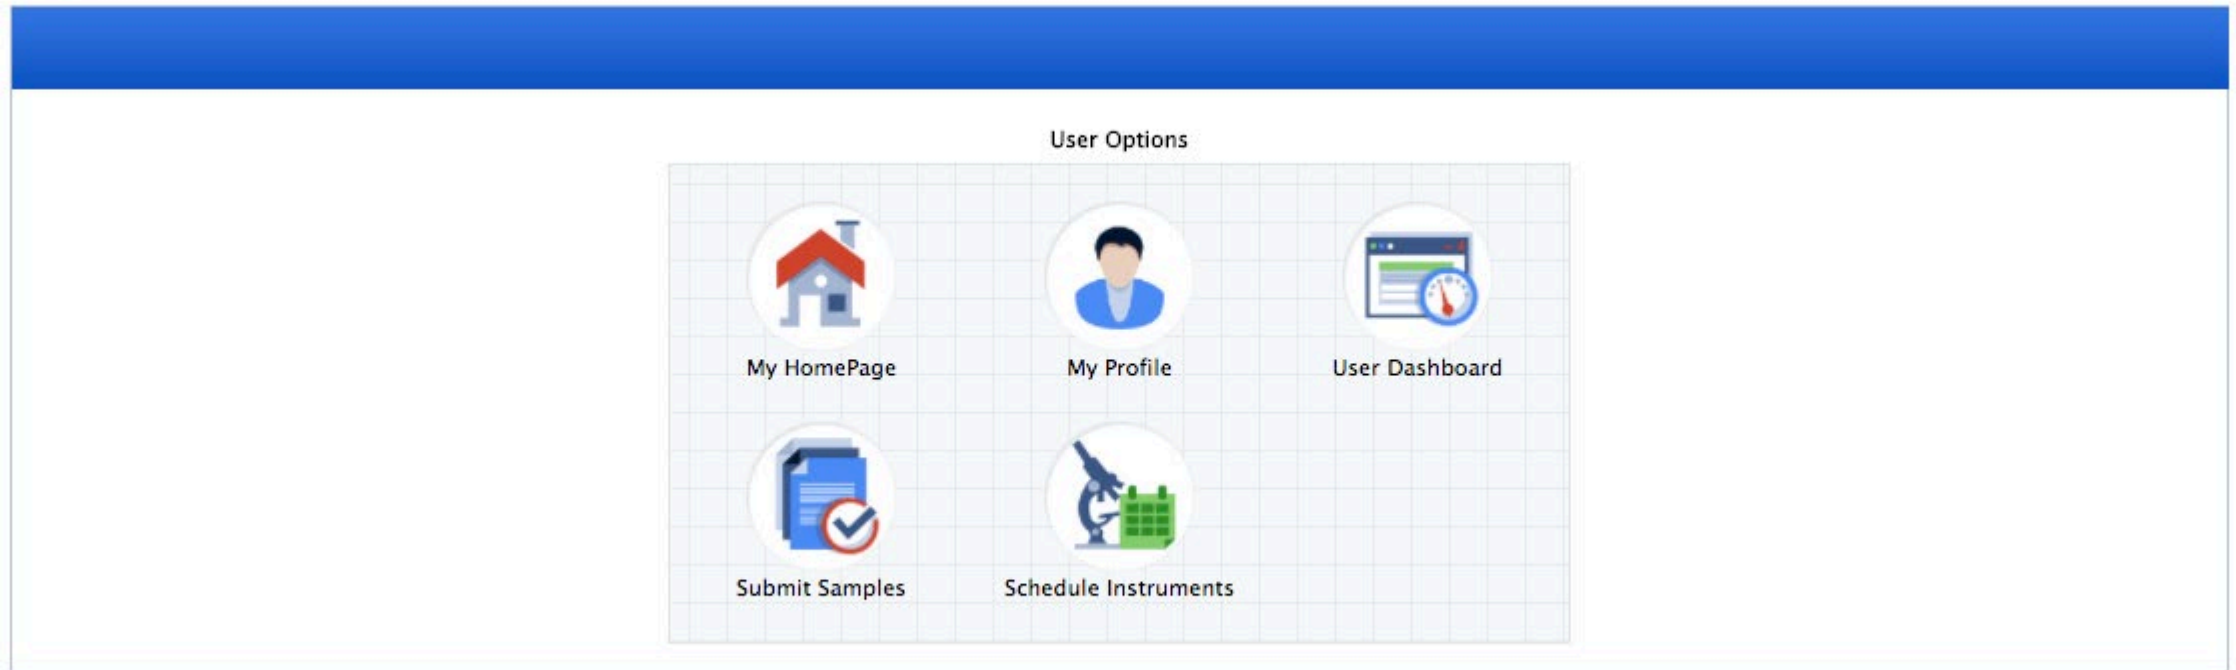 User Options
My HomePage
My Profile
User Dashboard
Submit Samples
Schedule Instruments